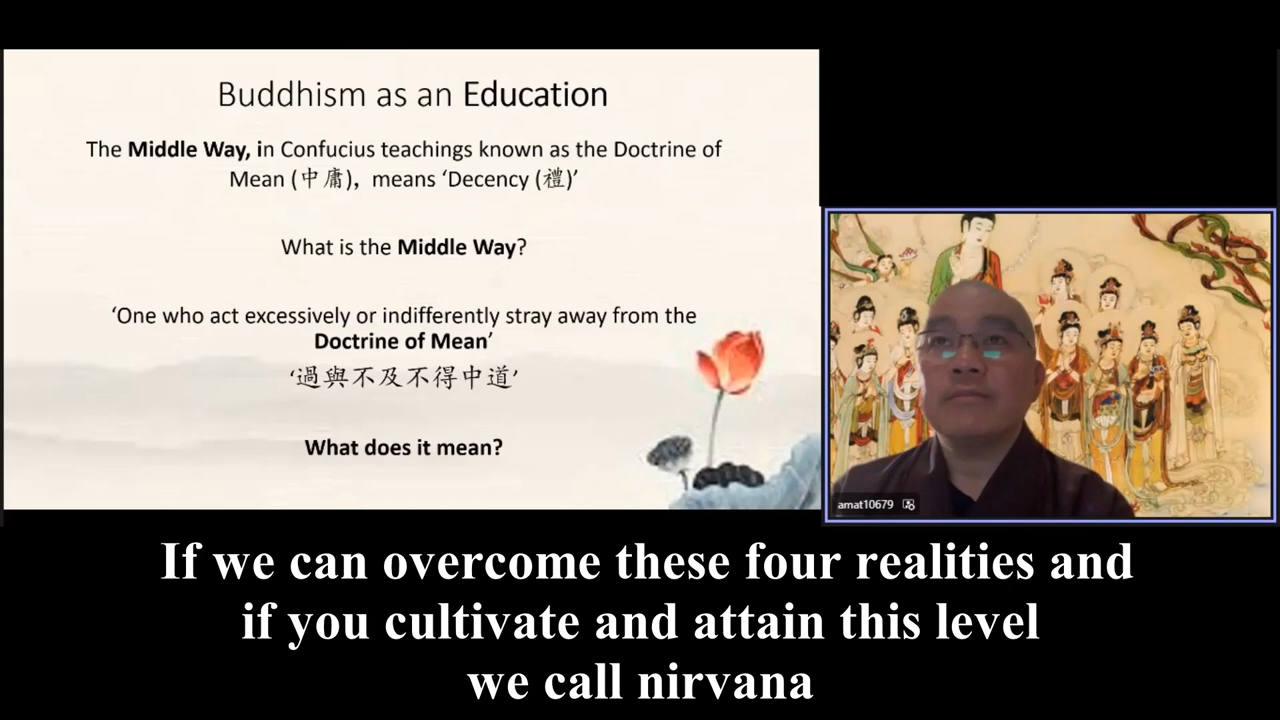 Buddhism as an Education
The Middle Way, in Confucius teachings known as the Doctrine of
Mean (中庸), means ‘Decency (禮)’
What is the Middle Way?
‘One who act excessively or indifferently stray away from the
Doctrine of Mean’
‘過與不及不得中道’
What does it mean?
amat10679
If we can overcome these four realities and
if you cultivate and attain this level
we call nirvana